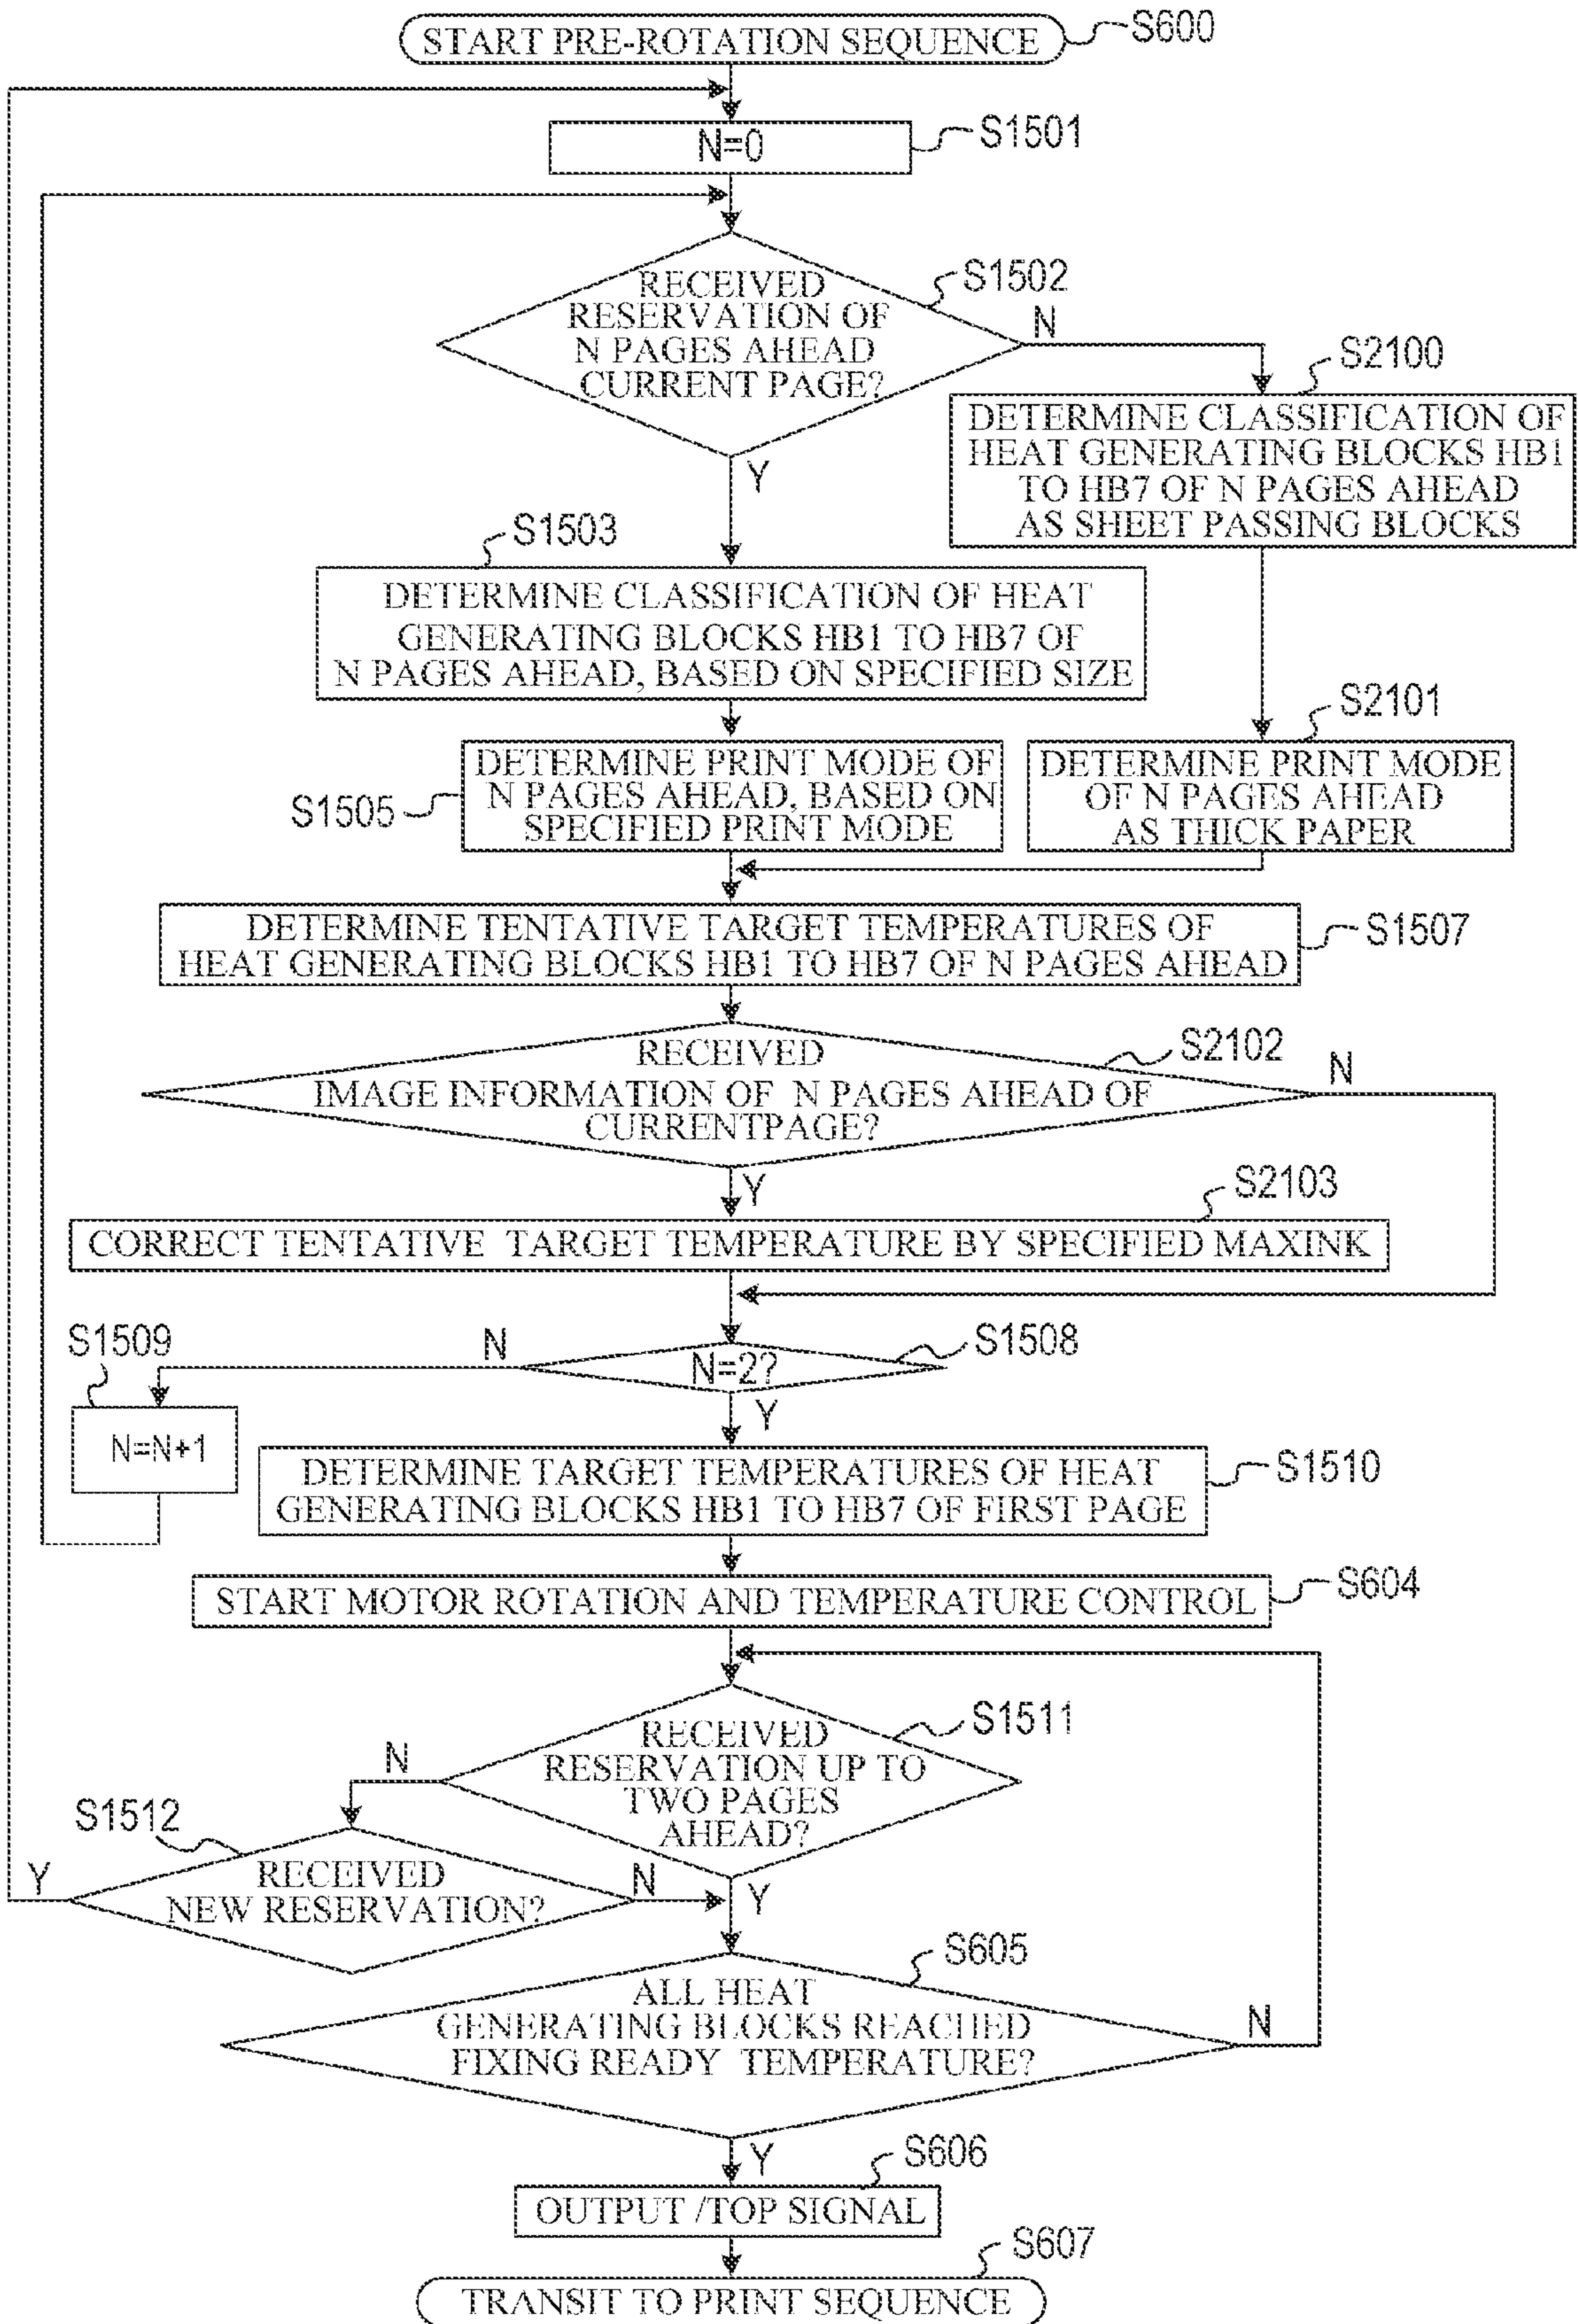 START PRE-ROTATION SEQUENCE
S600
N=0
S1501
RECEIVED
RESERVATION OF
N PAGES AHEAD
CURRENT PAGE?
S1502
N
Y
S2100
DETERMINE CLASSIFICATION OF
HEAT GENERATING BLOCKS HB1
TO HB7 OF N PAGES AHEAD
AS SHEET PASSING BLOCKS
S1503
DETERMINE CLASSIFICATION OF HEAT
GENERATING BLOCKS HB1 TO HB7 OF
N PAGES AHEAD, BASED ON SPECIFIED SIZE
S2101
DETERMINE PRINT MODE
OF N PAGES AHEAD
AS THICK PAPER
S1505
DETERMINE PRINT MODE OF
N PAGES AHEAD, BASED ON
SPECIFIED PRINT MODE
DETERMINE TENTATIVE TARGET TEMPERATURES OF
HEAT GENERATING BLOCKS HB1 TO HB7 OF N PAGES AHEAD
S1507
RECEIVED
IMAGE INFORMATION OF N PAGES AHEAD OF
CURRENTPAGE?
S2102
N
Y
S2103
CORRECT TENTATIVE TARGET TEMPERATURE BY SPECIFIED MAXINK
N=2?
S1508
N
Y
S1509
N=N+1
DETERMINE TARGET TEMPERATURES OF HEAT
GENERATING BLOCKS HB1 TO HB7 OF FIRST PAGE
S1510
START MOTOR ROTATION AND TEMPERATURE CONTROL
S604
RECEIVED
RESERVATION UP TO
TWO PAGES
AHEAD?
S1511
N
Y
S1512
RECEIVED
NEW RESERVATION?
Y
N
ALL HEAT
GENERATING BLOCKS REACHED
FIXING READY TEMPERATURE?
S605
N
Y
S606
OUTPUT /TOP SIGNAL
S607
TRANSIT TO PRINT SEQUENCE